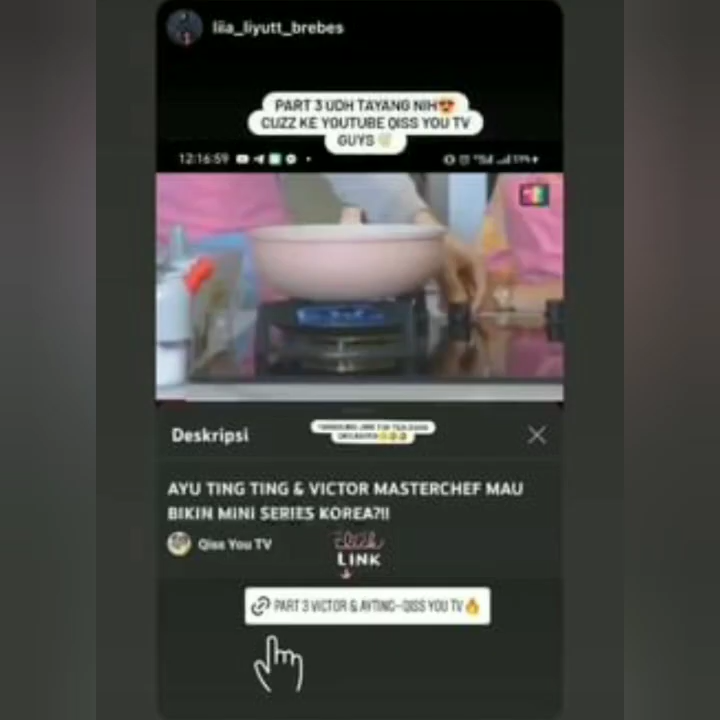 liia_liyutt_brebes
PART 3 UDH TAYANG NIH😍
CUZZ KE YOUTUBE QISS YOU TV
GUYS
12:16:59
Deskripsi
AYU TING TING & VICTOR MASTERCHEF MAU
BIKIN MINI SERIES KOREA?!!
Qiss You TV
LINK
PART 3 VICTOR & AYTING-QISS YOU TV🔥